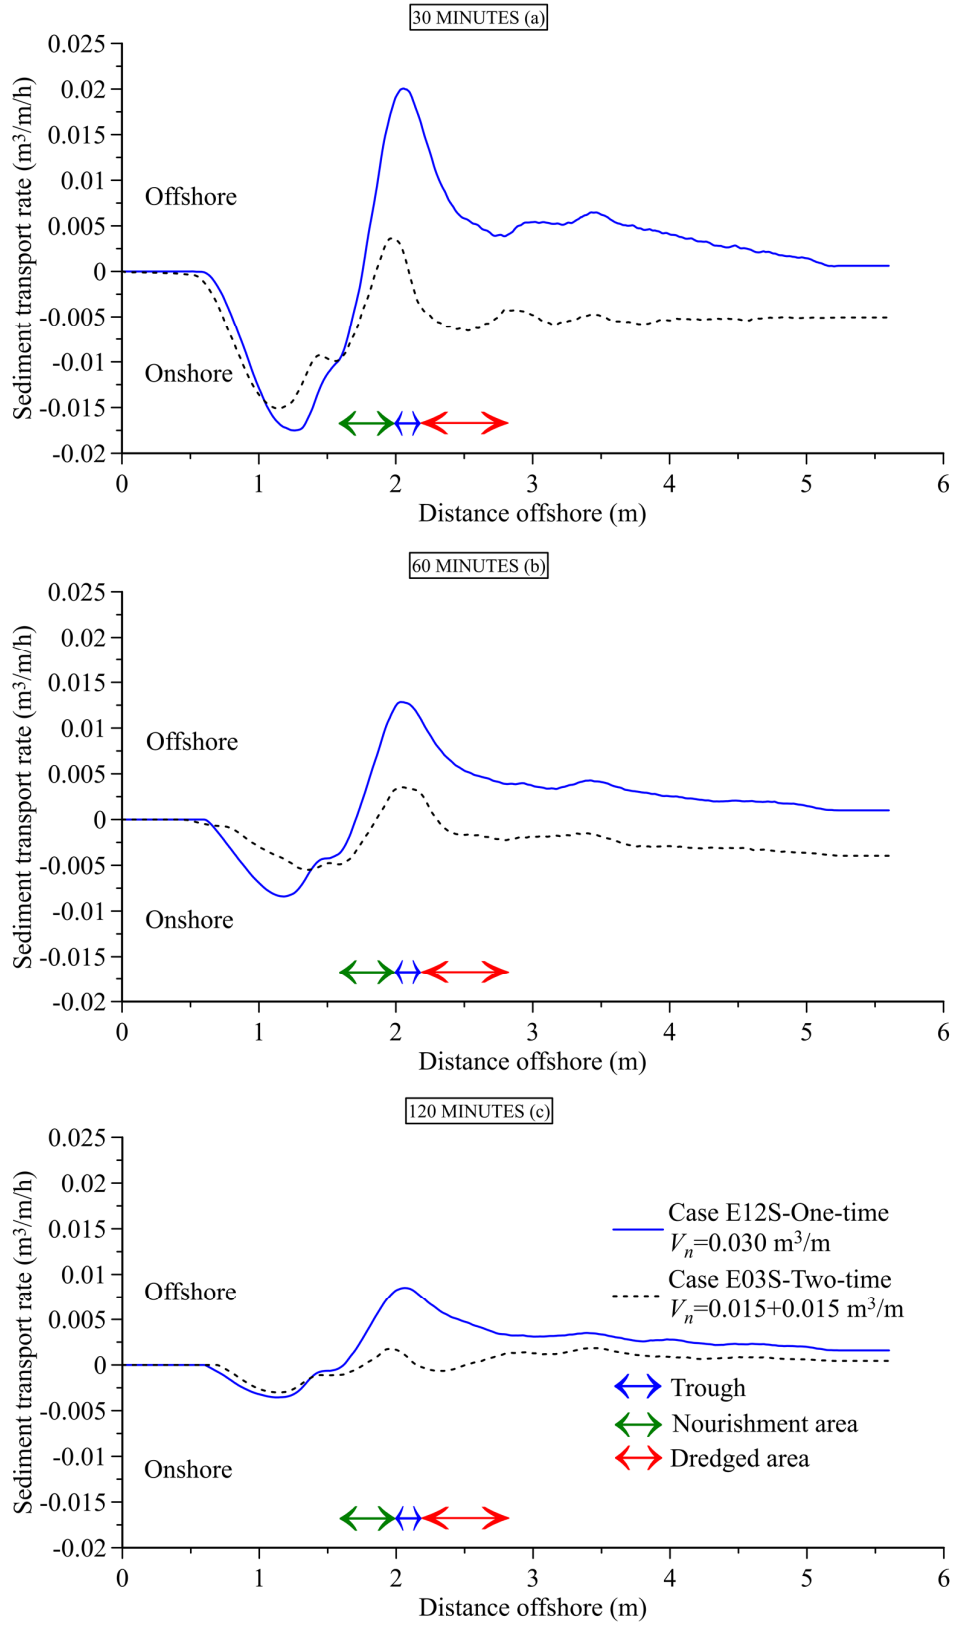 30 MINUTES (a)
Sediment transport rate (m³/m/h)
0.025
0.02
0.015
0.01
0.005
0
-0.005
-0.01
-0.015
-0.02
Offshore
Onshore
0 1 2 3 4 5 6
Distance offshore (m)
60 MINUTES (b)
Sediment transport rate (m³/m/h)
0.025
0.02
0.015
0.01
0.005
0
-0.005
-0.01
-0.015
-0.02
Offshore
Onshore
0 1 2 3 4 5 6
Distance offshore (m)
120 MINUTES (c)
Sediment transport rate (m³/m/h)
0.025
0.02
0.015
0.01
0.005
0
-0.005
-0.01
-0.015
-0.02
Offshore
Onshore
Case E12S-One-time
Vn=0.030 m³/m
Case E03S-Two-time
Vn=0.015+0.015 m³/m
Trough
Nourishment area
Dredged area
0 1 2 3 4 5 6
Distance offshore (m)